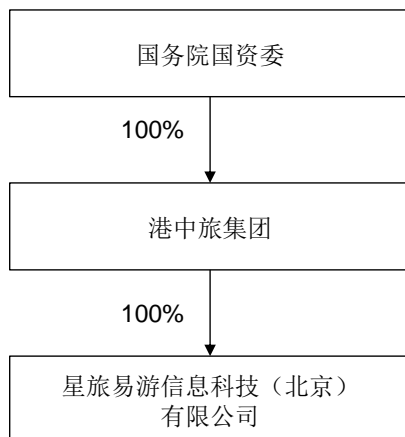 国务院国资委
100%
港中旅集团
100%
星旅易游信息科技（北京）
有限公司